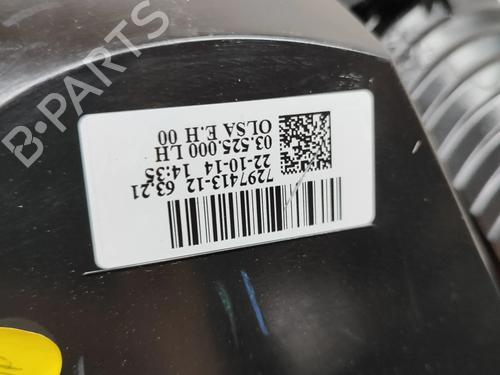 7297413-12 63.21
22-10-14 14:35
03.525.000 LH
OLSA E.H 00
B-PARTS